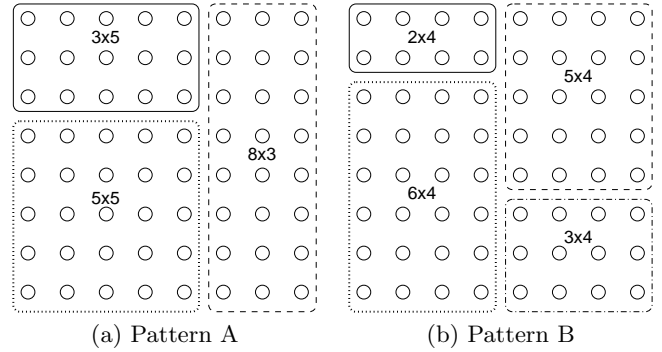 3x5
8x3
5x5
(a) Pattern A
2x4
5x4
6x4
3x4
(b) Pattern B